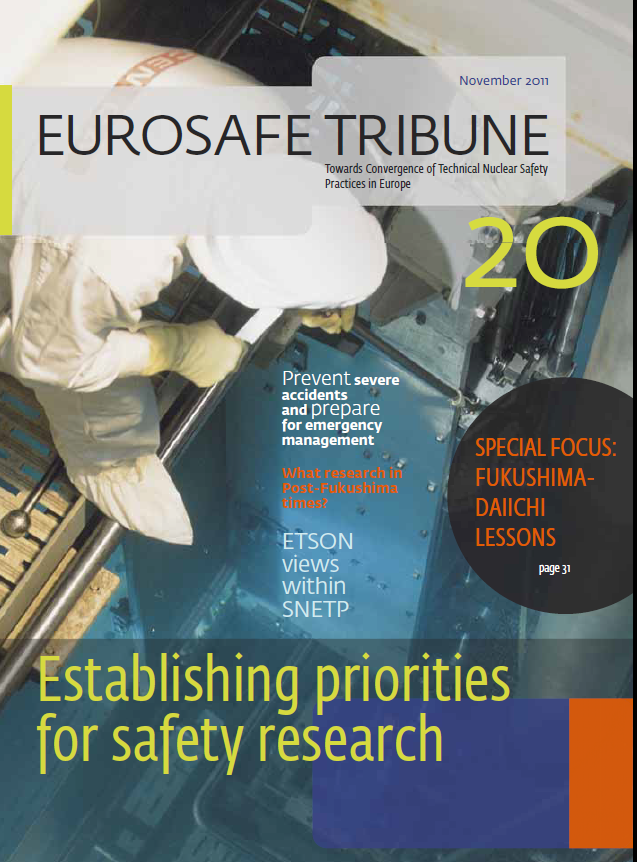 November 2011
EUROSAFE TRIBUNE
Towards Convergence of Technical Nuclear Safety
Practices in Europe
20
Prevent severe
accidents
and prepare
for emergency
management
What research in
Post-Fukushima
times?
ETSON
views
within
SNETP
SPECIAL FOCUS:
FUKUSHIMA-
DAIICHI
LESSONS
page 31
Establishing priorities
for safety research